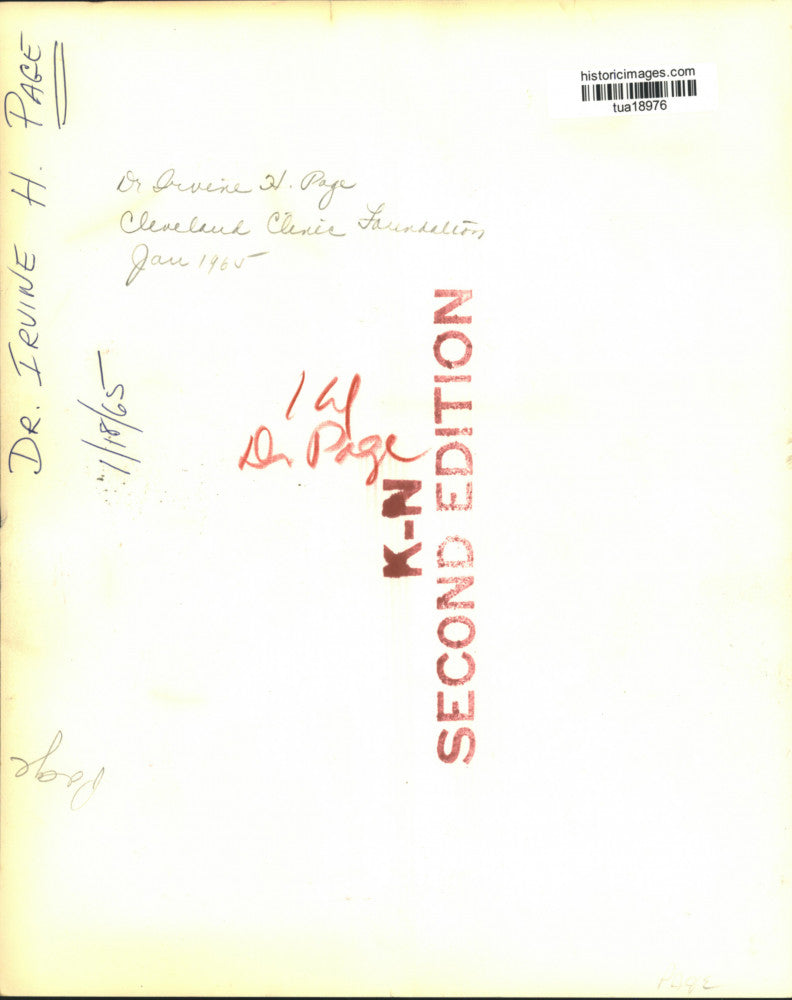 historicimages.com
tua18976
DR. IRVINE H. PAGE
Dr Irvine H. Page
Cleveland Clinic Foundation
Jan 1965
1/18/65
1 col
Dr. Page
K-N
SECOND EDITION
Page
PAGE